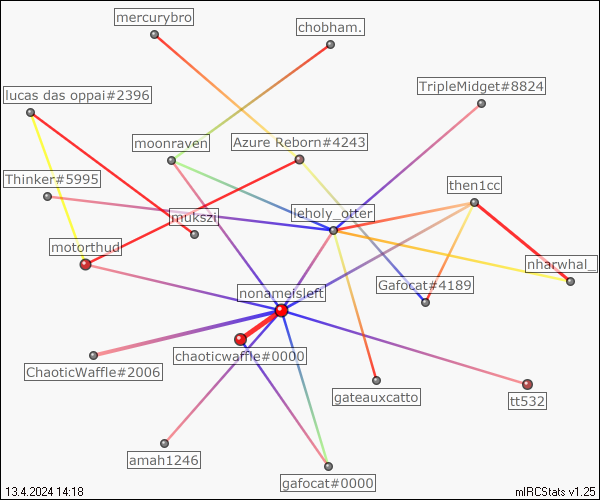 mercurybro
chobham.
TripleMidget#8824
lucas das oppai#2396
moonraven
Azure Reborn#4243
Thinker#5995
then1cc
mukszi
leholy_otter
motorthud
nharwhal_
Gafocat#4189
nonameisleft
chaoticwaffle#0000
ChaoticWaffle#2006
gateauxcatto
tt532
amah1246
gafocat#0000
13.4.2024 14:18
mIRCStats v1.25